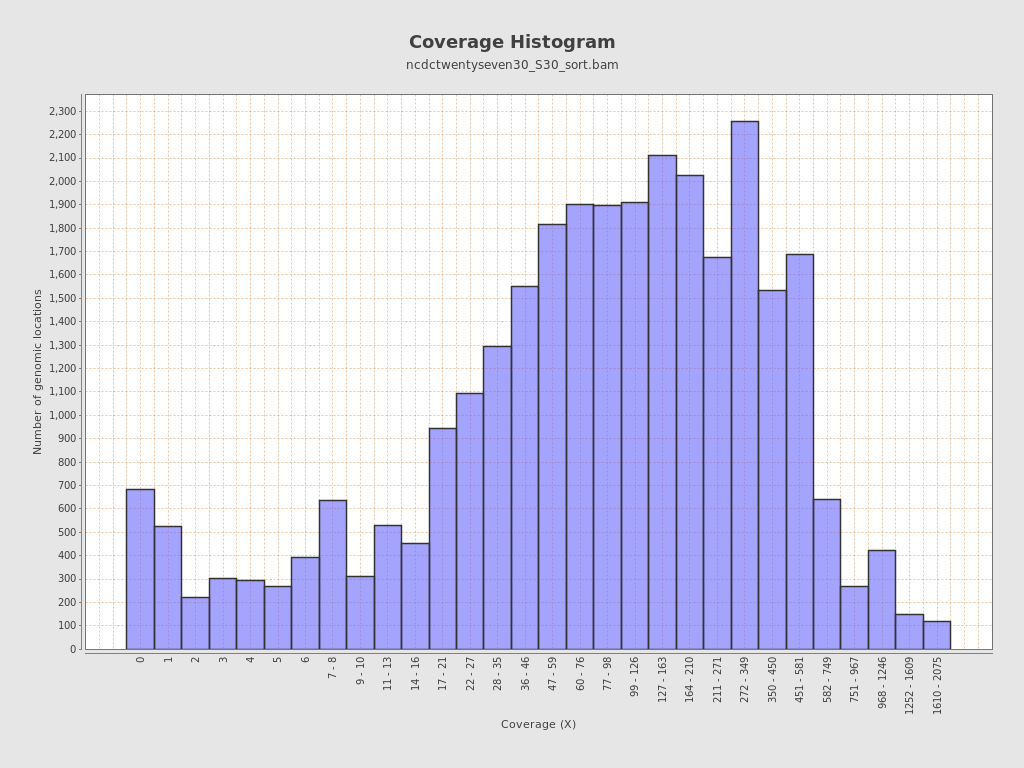 Coverage Histogram
ncdctwentyseven30_S30_sort.bam
Number of genomic locations
2,300
2,200
2,100
2,000
1,900
1,800
1,700
1,600
1,500
1,400
1,300
1,200
1,100
1,000
900
800
700
600
500
400
300
200
100
0
0
1
2
3
4
5
6
7 - 8
9 - 10
11 - 13
14 - 16
17 - 21
22 - 27
28 - 35
36 - 46
47 - 59
60 - 76
77 - 98
99 - 126
127 - 163
164 - 210
211 - 271
272 - 349
350 - 450
451 - 581
582 - 749
751 - 967
968 - 1246
1252 - 1609
1610 - 2075
Coverage (X)